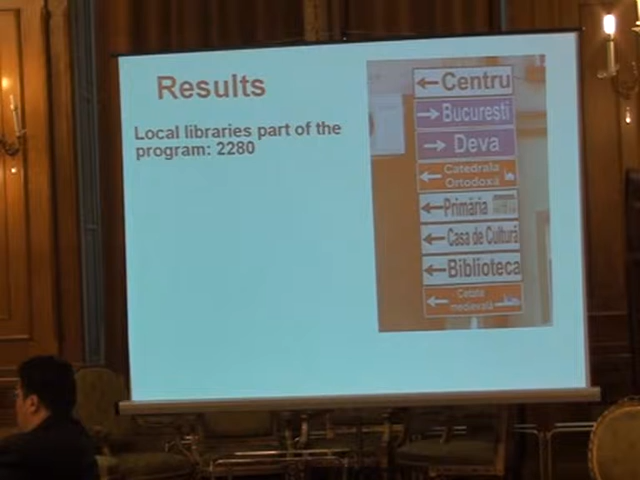 Results
Local libraries part of the
program: 2280
Centru
Bucuresti
Deva
Catedrala
Ortodoxă
Primăria
Casa de Cultură
Biblioteca
Cetate
medievală